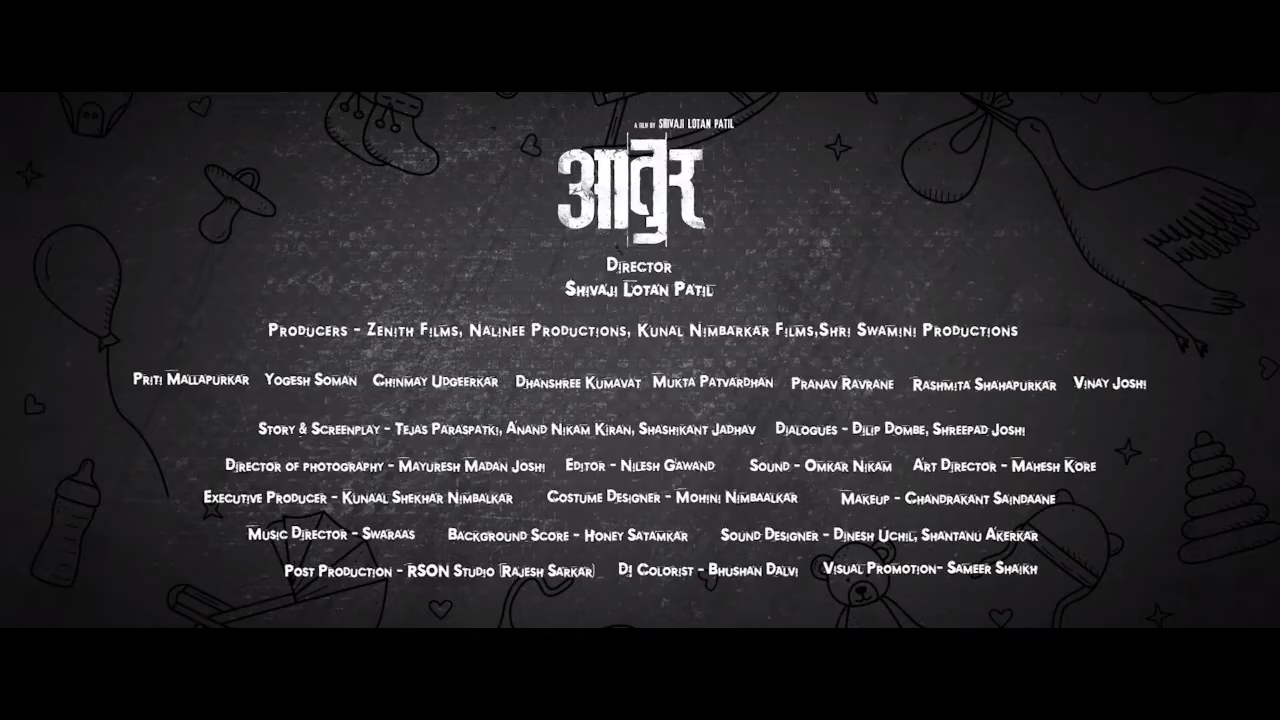 A FILM BY SHIVAJI LOTAN PATIL
आतुर
DIRECTOR
SHIVAJI LOTAN PATIL
PRODUCERS - ZENITH FILMS, NALINEE PRODUCTIONS, KUNAL NIMBARKAR FILMS,SHRI SWAMINI PRODUCTIONS
PRITI MALLAPURKAR YOGESH SOMAN CHINMAY UDGEERKAR DHANSHREE KUMAVAT MUKTA PATVARDHAN PRANAV RAVRANE RASHMITA SHAHAPURKAR VINAY JOSHI
STORY & SCREENPLAY - TEJAS PARASPATKI, ANAND NIKAM KIRAN, SHASHIKANT JADHAV DIALOGUES - DILIP DOMBE, SHREEPAD JOSHI
DIRECTOR OF PHOTOGRAPHY - MAYURESH MADAN JOSHI EDITOR - NILESH GAWAND SOUND - OMKAR NIKAM ART DIRECTOR - MAHESH KORE
EXECUTIVE PRODUCER - KUNAAL SHEKHAR NIMBALKAR COSTUME DESIGNER - MOHINI NIMBAALKAR MAKEUP - CHANDRAKANT SAINDAANE
MUSIC DIRECTOR - SWARAAS BACKGROUND SCORE - HONEY SATAMKAR SOUND DESIGNER - DINESH UCHIL, SHANTANU AKERKAR
POST PRODUCTION - RSON STUDIO (RAJESH SARKAR) DI COLORIST - BHUSHAN DALVI VISUAL PROMOTION- SAMEER SHAIKH